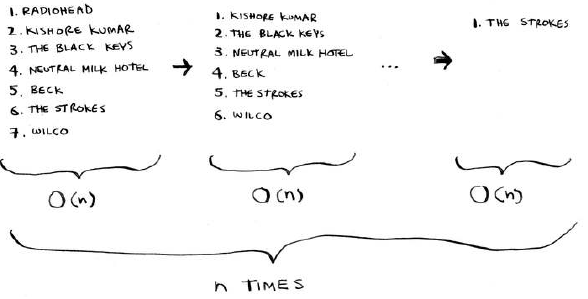 1. RADIOHEAD
2. KISHORE KUMAR
3. THE BLACK KEYS
4. NEUTRAL MILK HOTEL
5. BECK
6. THE STROKES
7. WILCO
1. KISHORE KUMAR
2. THE BLACK KEYS
3. NEUTRAL MILK HOTEL
4. BECK
5. THE STROKES
6. WILCO
...
1. THE STROKES
O(n)
O(n)
O(n)
n TIMES